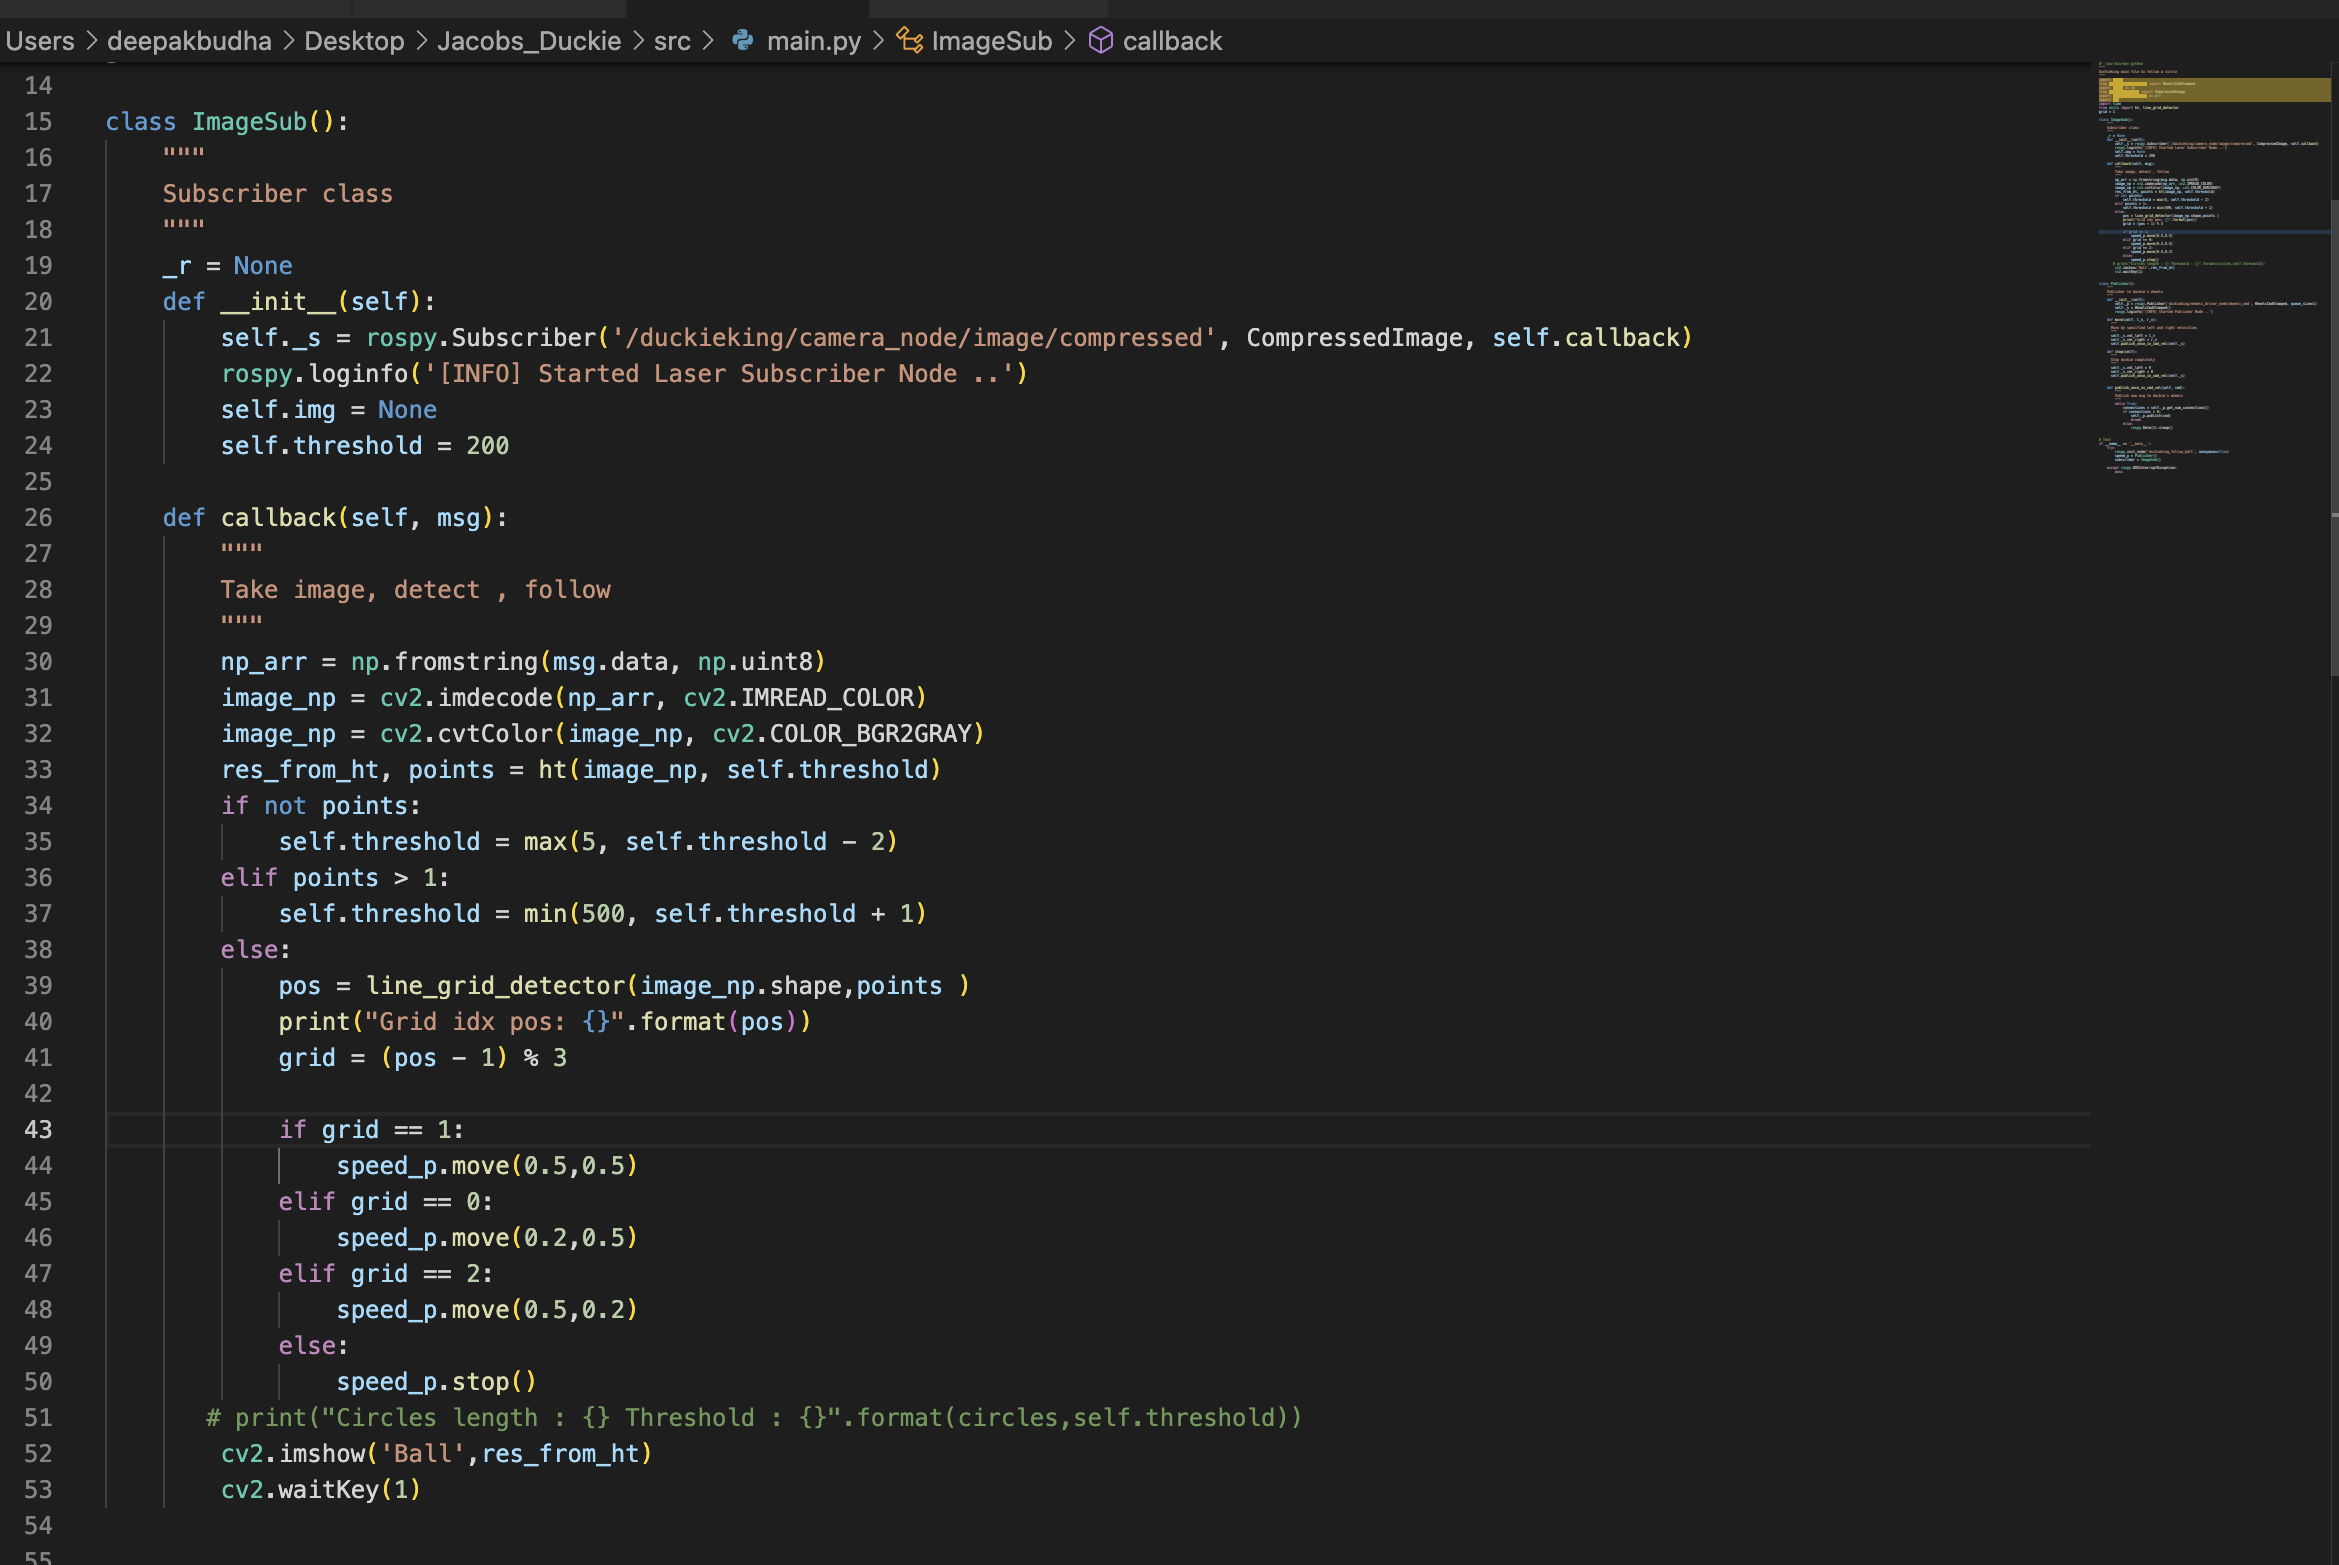 Users > deepakbudha > Desktop > Jacobs_Duckie > src > main.py > ImageSub > callback
14
15 class ImageSub():
16     """
17     Subscriber class
18     """
19     _r = None
20     def __init__(self):
21         self._s = rospy.Subscriber('/duckieking/camera_node/image/compressed', CompressedImage, self.callback)
22         rospy.loginfo('[INFO] Started Laser Subscriber Node ..')
23         self.img = None
24         self.threshold = 200
25
26     def callback(self, msg):
27         """
28         Take image, detect , follow
29         """
30         np_arr = np.fromstring(msg.data, np.uint8)
31         image_np = cv2.imdecode(np_arr, cv2.IMREAD_COLOR)
32         image_np = cv2.cvtColor(image_np, cv2.COLOR_BGR2GRAY)
33         res_from_ht, points = ht(image_np, self.threshold)
34         if not points:
35             self.threshold = max(5, self.threshold - 2)
36         elif points > 1:
37             self.threshold = min(500, self.threshold + 1)
38         else:
39             pos = line_grid_detector(image_np.shape,points )
40             print("Grid idx pos: {}".format(pos))
41             grid = (pos - 1) % 3
42
43             if grid == 1:
44                 speed_p.move(0.5,0.5)
45             elif grid == 0:
46                 speed_p.move(0.2,0.5)
47             elif grid == 2:
48                 speed_p.move(0.5,0.2)
49             else:
50                 speed_p.stop()
51        # print("Circles length : {} Threshold : {}".format(circles,self.threshold))
52         cv2.imshow('Ball',res_from_ht)
53         cv2.waitKey(1)
54
55